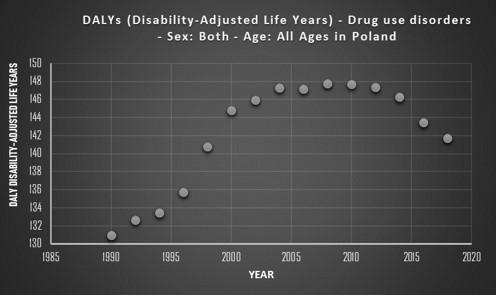 DALYs (Disability-Adjusted Life Years) - Drug use disorders
- Sex: Both - Age: All Ages in Poland
DALY DISABILITY-ADJUSTED LIFE YEARS
150
148
146
144
142
140
138
136
134
132
130
1985 1990 1995 2000 2005 2010 2015 2020
YEAR